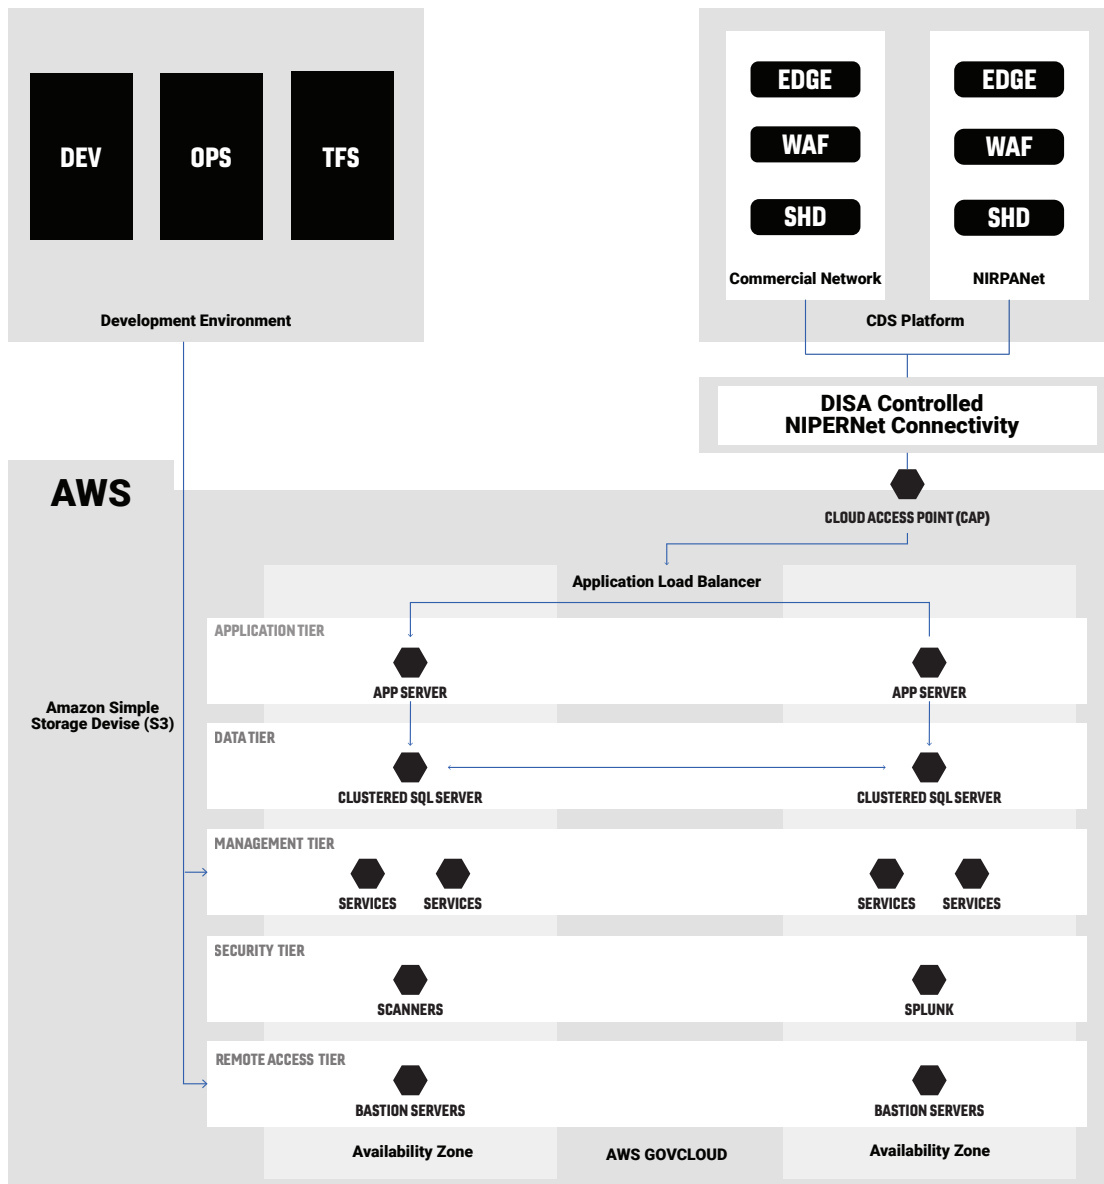 DEV
OPS
TFS
Development Environment
EDGE
WAF
SHD
Commercial Network
EDGE
WAF
SHD
NIRPANet
CDS Platform
DISA Controlled
NIPERNet Connectivity
AWS
CLOUD ACCESS POINT (CAP)
Application Load Balancer
APPLICATION TIER
APP SERVER
APP SERVER
Amazon Simple
Storage Devise (S3)
DATA TIER
CLUSTERED SQL SERVER
CLUSTERED SQL SERVER
MANAGEMENT TIER
SERVICES
SERVICES
SERVICES
SERVICES
SECURITY TIER
SCANNERS
SPLUNK
REMOTE ACCESS TIER
BASTION SERVERS
BASTION SERVERS
Availability Zone
AWS GOVCLOUD
Availability Zone